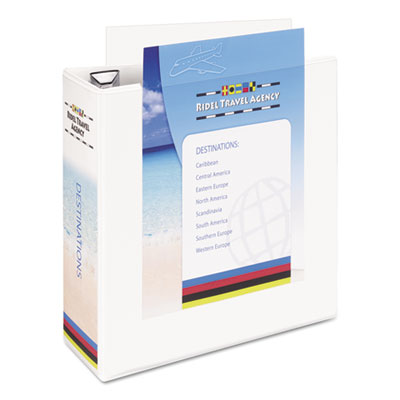 RIDEL TRAVEL AGENCY
DESTINATIONS:
Caribbean
Central America
Eastern Europe
North America
Scandinavia
South America
Southern Europe
Western Europe
RIDEL TRAVEL
AGENCY
DESTINATIONS